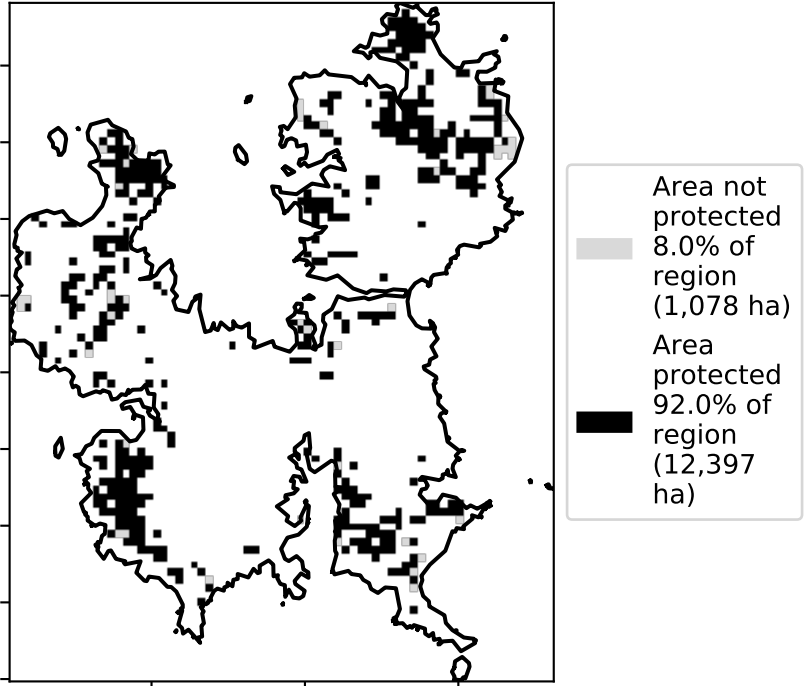 Area not
protected
8.0% of
region
(1,078 ha)
Area
protected
92.0% of
region
(12,397
ha)